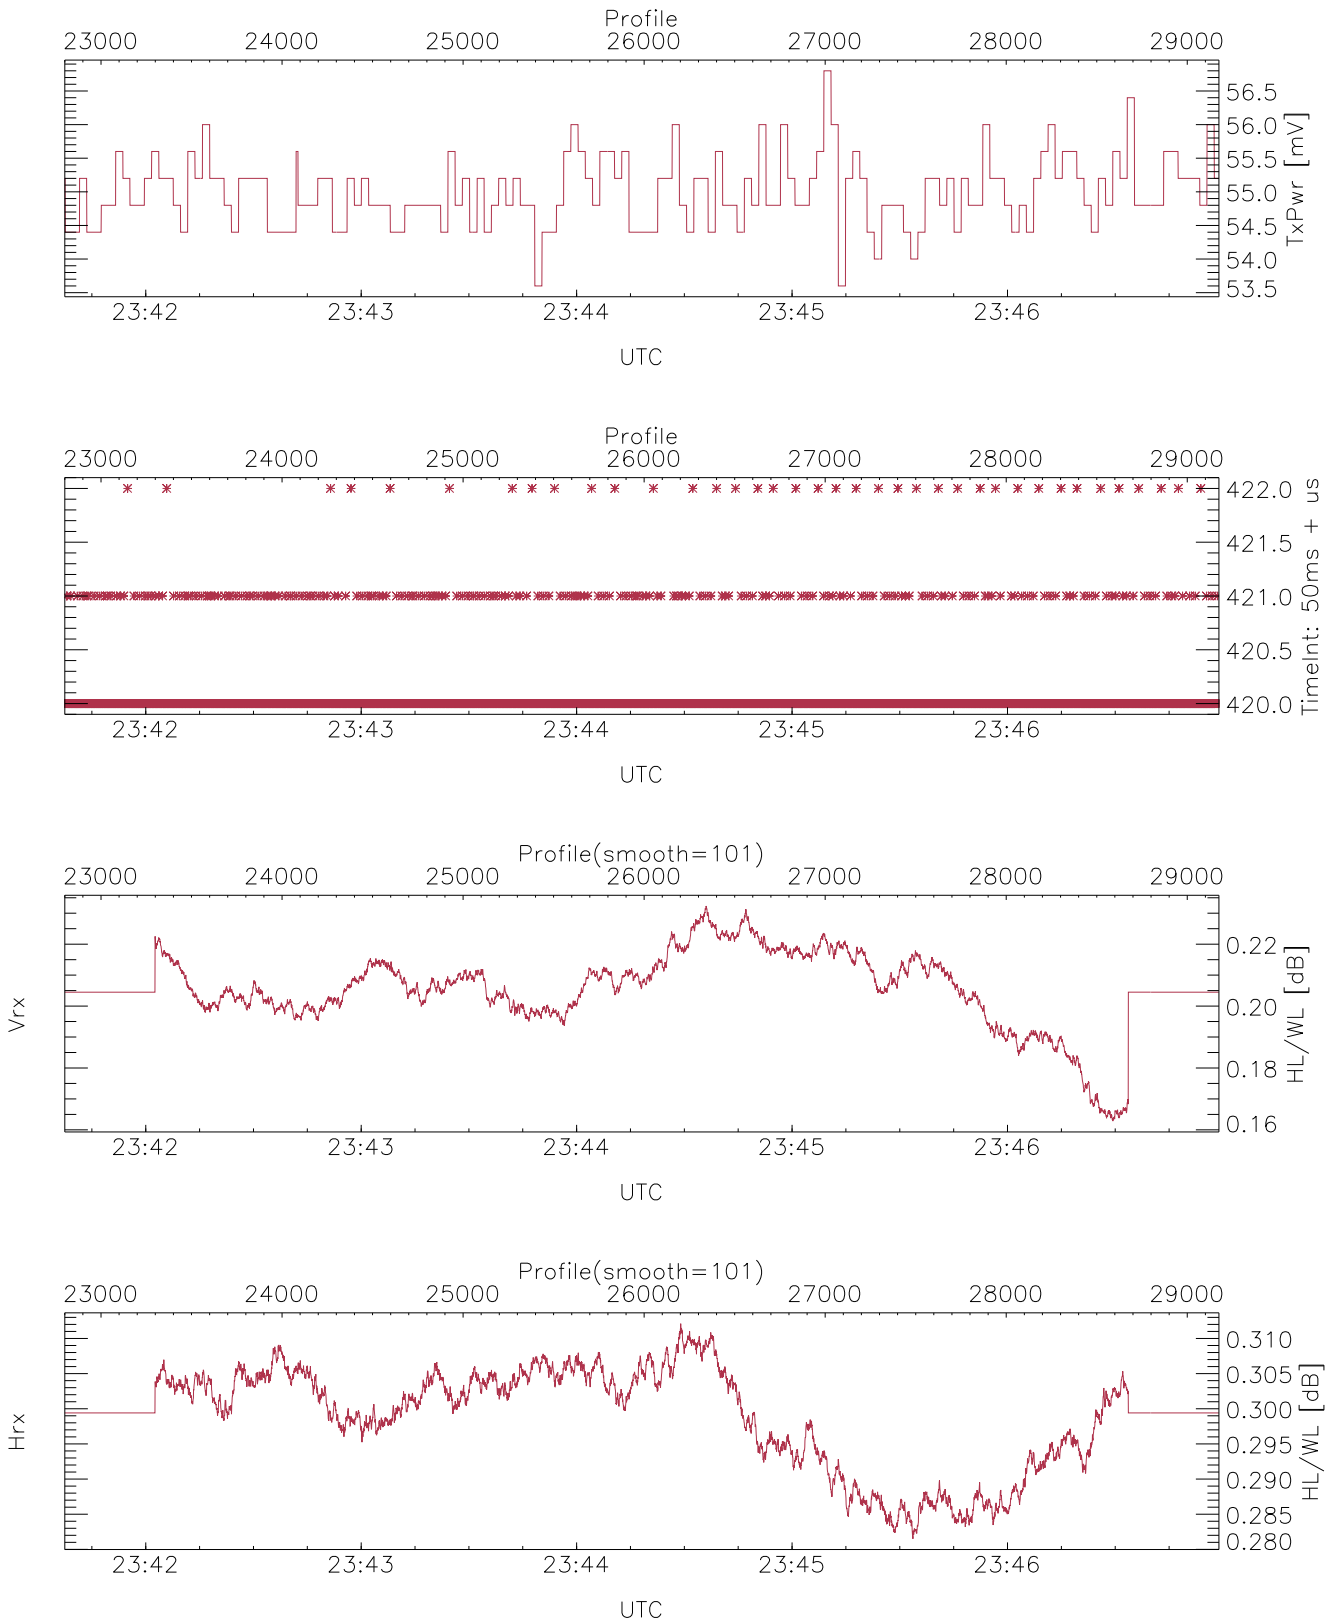 Profile
23000 24000 25000 26000 27000 28000 29000
56.5
56.0
55.5
55.0
54.5
54.0
53.5
TxPwr [mV]
23:42 23:43 23:44 23:45 23:46
UTC
Profile
23000 24000 25000 26000 27000 28000 29000
422.0
421.5
421.0
420.5
420.0
TimeInt: 50ms + us
23:42 23:43 23:44 23:45 23:46
UTC
Profile(smooth=101)
23000 24000 25000 26000 27000 28000 29000
Vrx
0.22
0.20
0.18
0.16
HL/WL [dB]
23:42 23:43 23:44 23:45 23:46
UTC
Profile(smooth=101)
23000 24000 25000 26000 27000 28000 29000
Hrx
0.310
0.305
0.300
0.295
0.290
0.285
0.280
HL/WL [dB]
23:42 23:43 23:44 23:45 23:46
UTC